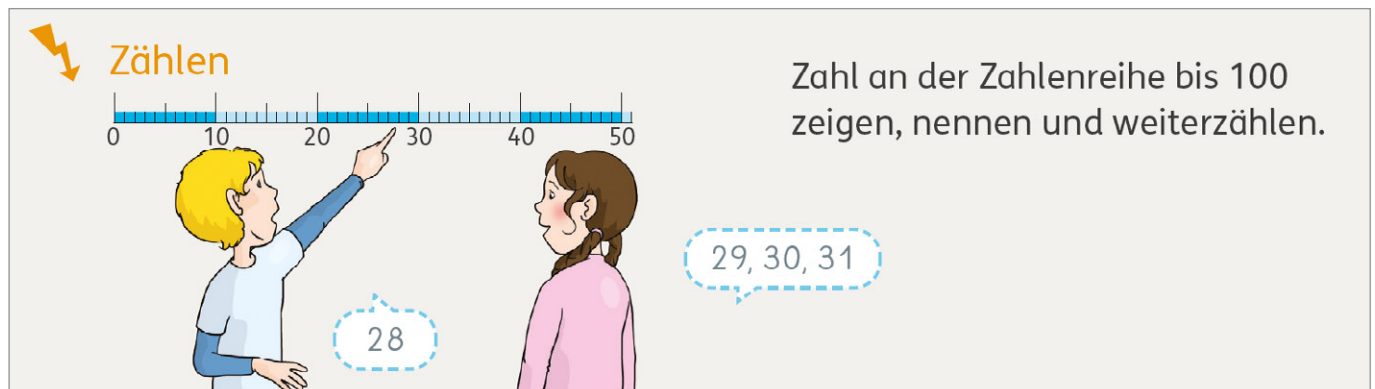 Zählen
Zahl an der Zahlenreihe bis 100
zeigen, nennen und weiterzählen.
0 10 20 30 40 50
29, 30, 31
28